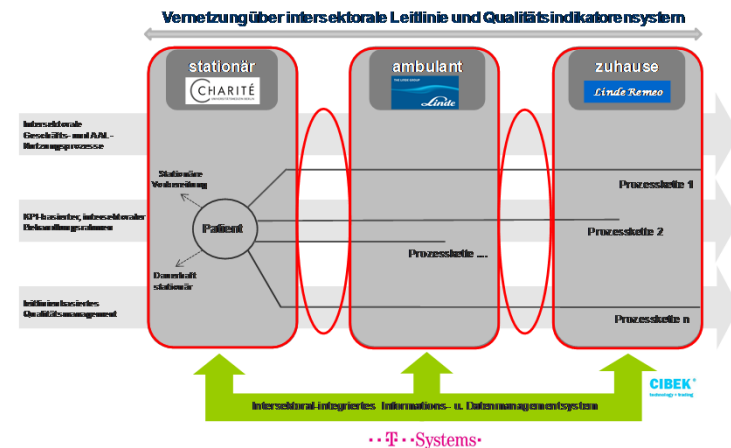 Vernetzung über intersektorale Leitlinie und Qualitätsindikatorensystem
stationär
CHARITÉ
ambulant
THE LINDE GROUP
Linde
zuhause
Linde Remeo
Intersektorale
Geschäfts- und AAL-
Nutzungsprozesse
Stationäre
Vorbereitung
Prozesskette 1
KPI-basierter, intersektoraler
Behandlungsrahmen
Patient
Prozesskette 2
Prozesskette ....
Dauerhaft
stationär
leitlinienbasiertes
Qualitätsmanagement
Prozesskette n
CIBEK
technology + trading
Intersektoral-integriertes Informations- u. Datenmanagementsystem
T Systems